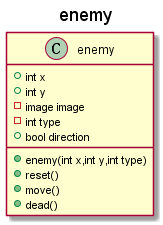 enemy
C enemy
int x
int y
image image
int type
bool direction
enemy(int x,int y,int type)
reset()
move()
dead()